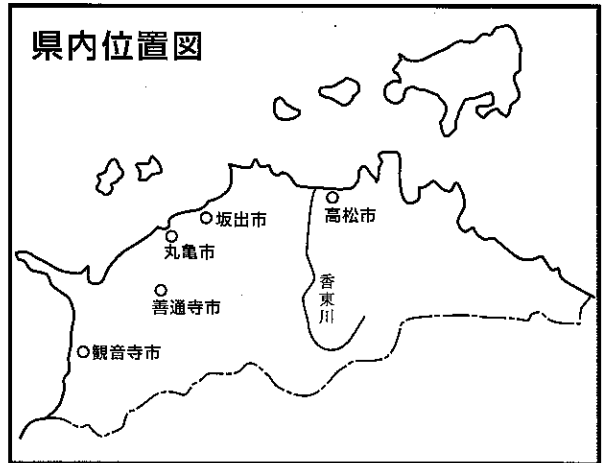 県内位置図
高松市
坂出市
丸亀市
香東川
善通寺市
観音寺市